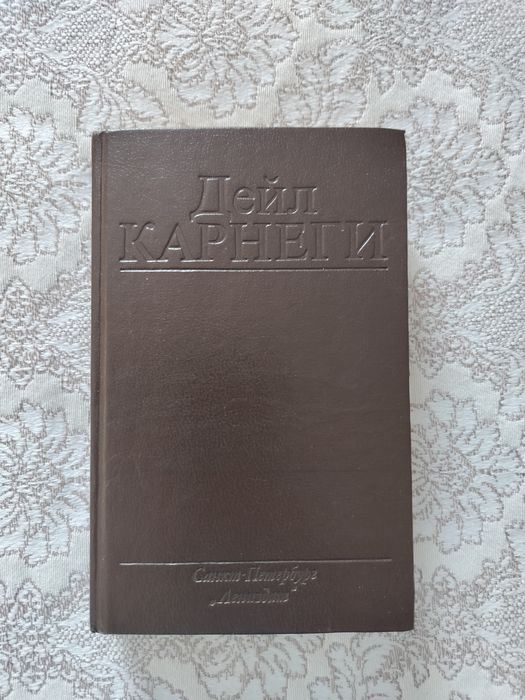 Дейл
КАРНЕГИ
Санкт-Петербург
„Лениздат"